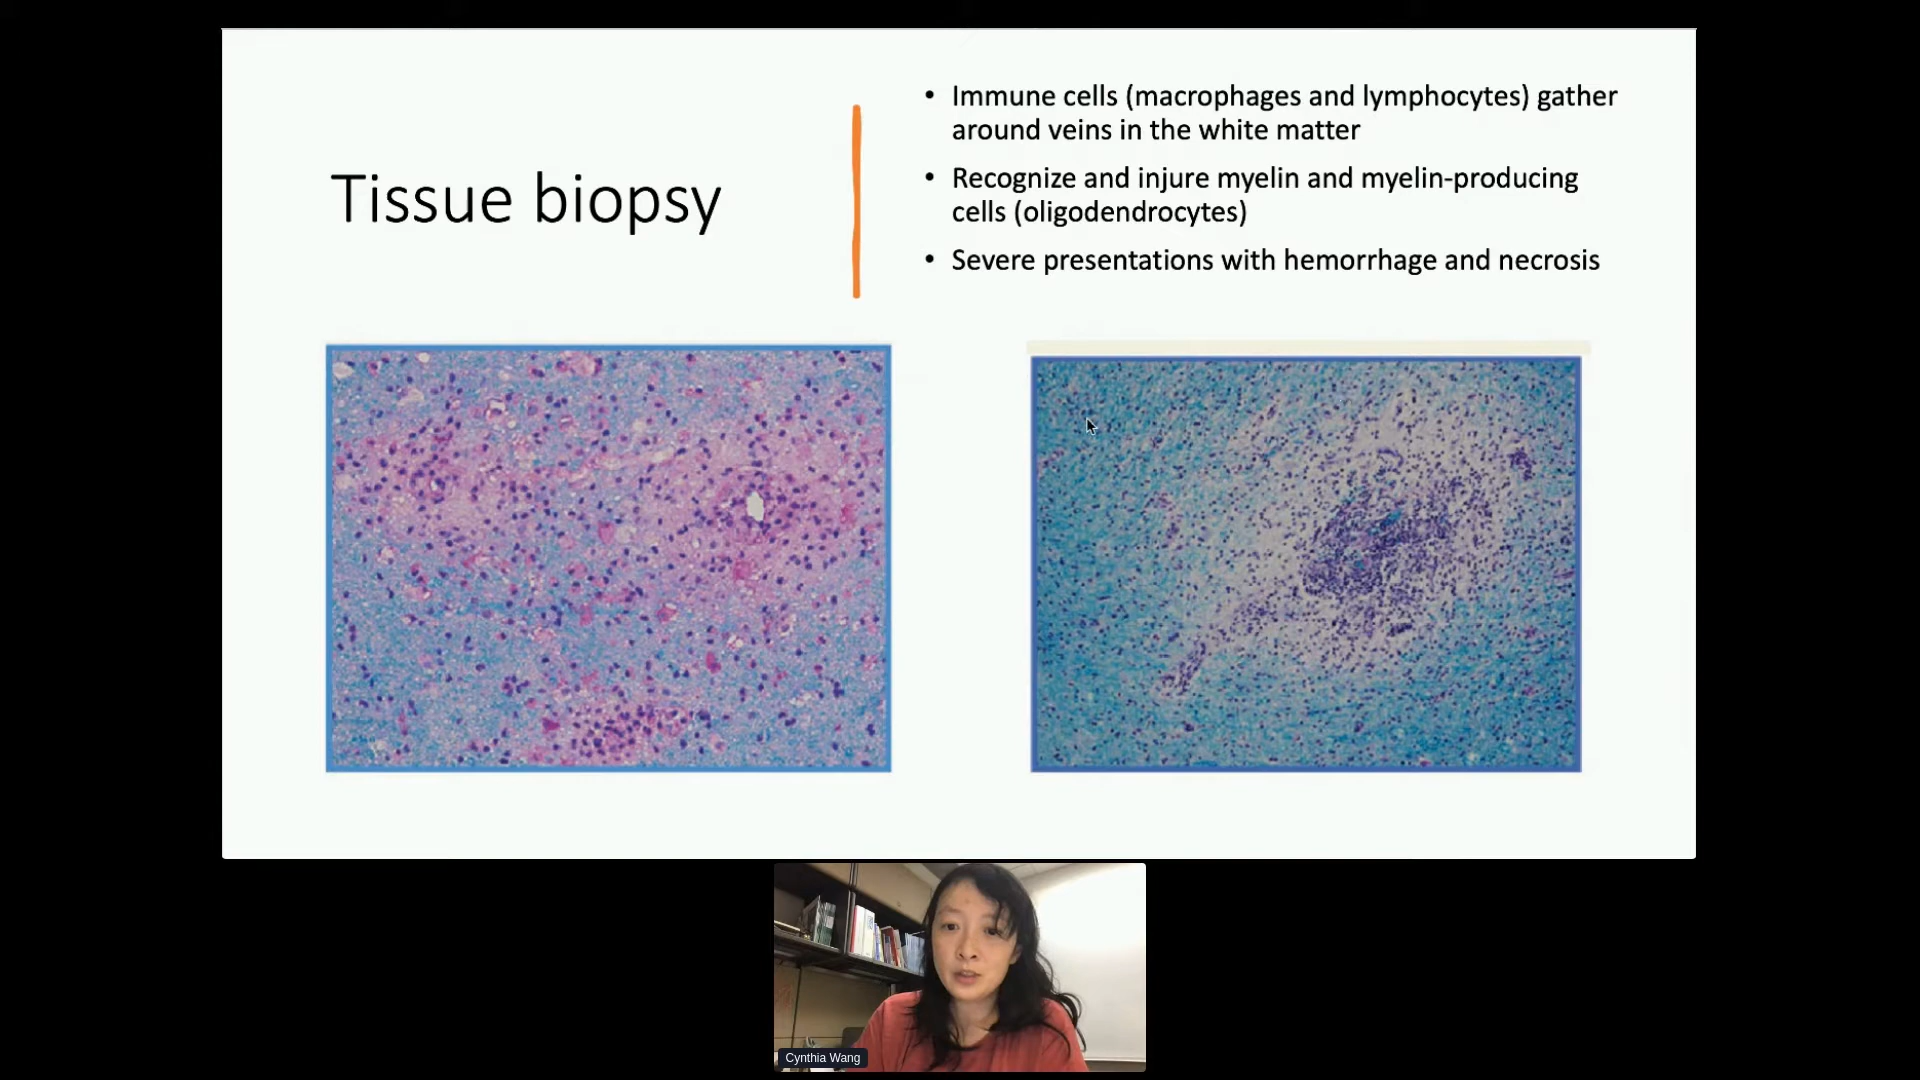 Tissue biopsy
• Immune cells (macrophages and lymphocytes) gather
around veins in the white matter
• Recognize and injure myelin and myelin-producing
cells (oligodendrocytes)
• Severe presentations with hemorrhage and necrosis
Cynthia Wang